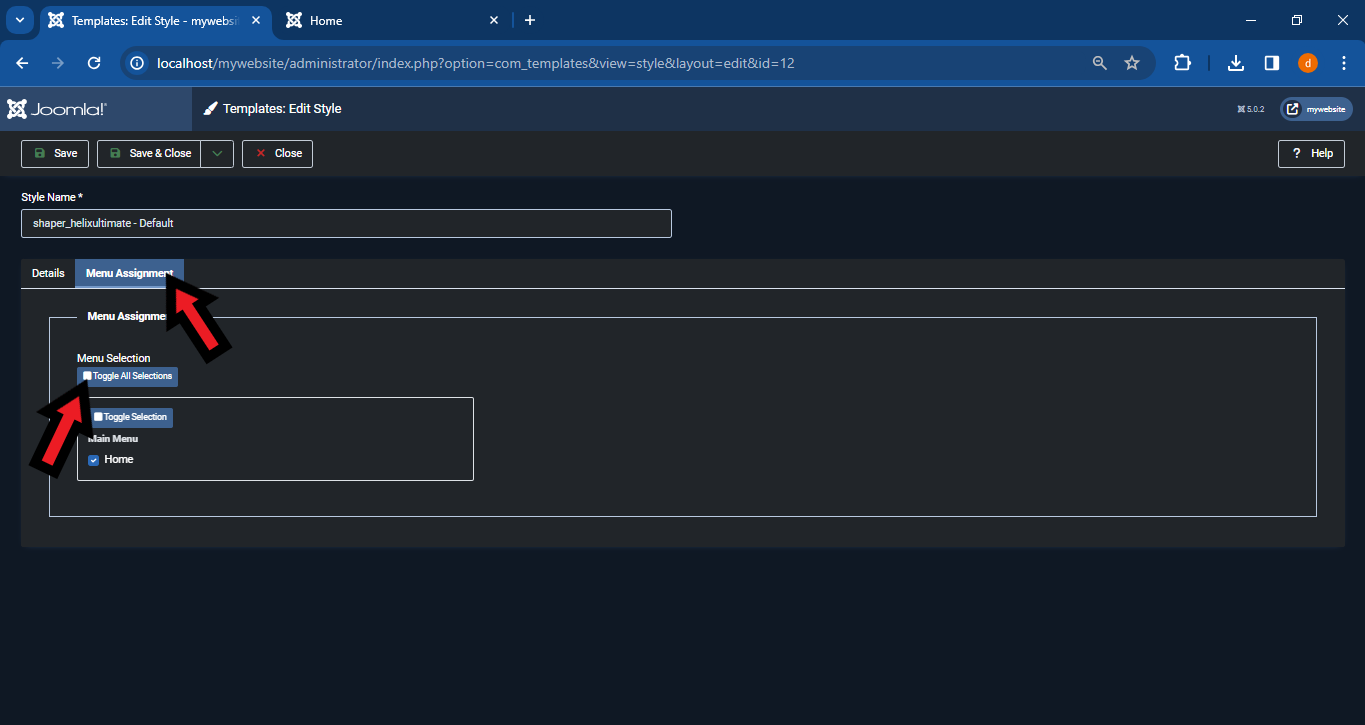 Templates: Edit Style - mywebsi
Home
localhost/mywebsite/administrator/index.php?option=com_templates&view=style&layout=edit&id=12
d
Joomla!®
Templates: Edit Style
5.0.2
mywebsite
Save
Save & Close
Close
? Help
Style Name *
shaper_helixultimate - Default
Details
Menu Assignment
Menu Assignme
Menu Selection
Toggle All Selections
Toggle Selection
Main Menu
Home